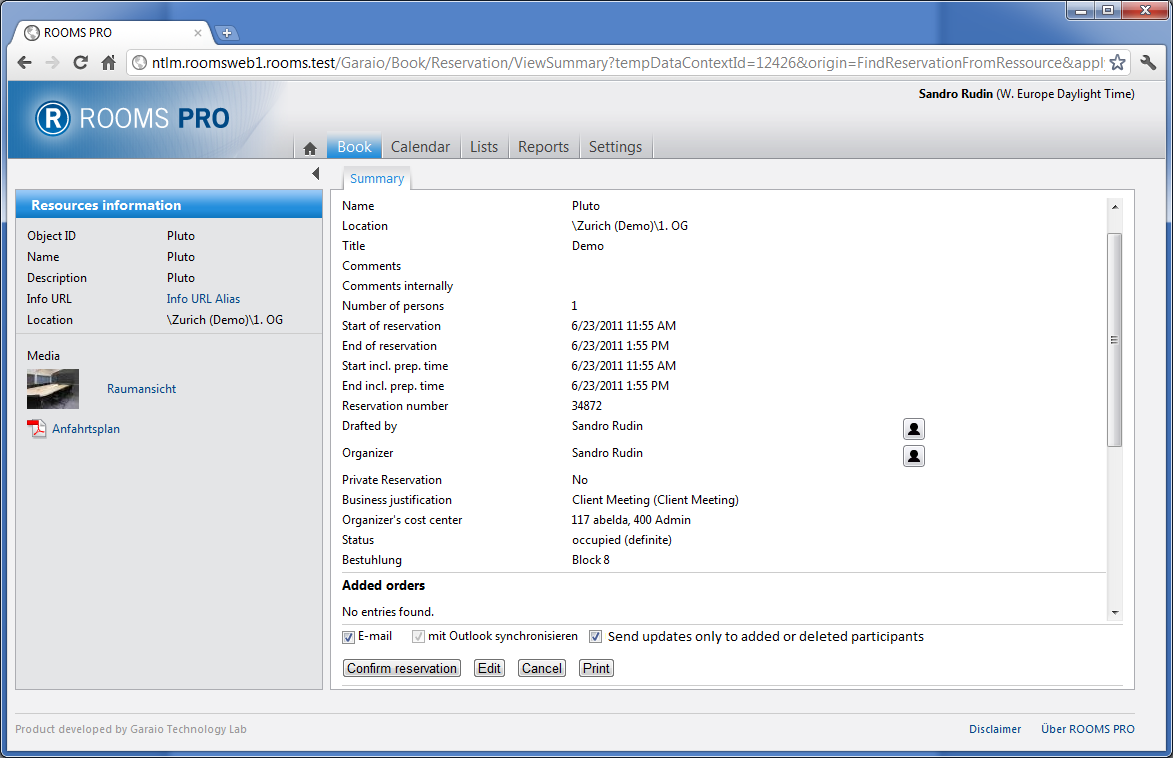 ROOMS PRO
ntlm.roomsweb1.rooms.test/Garaio/Book/Reservation/ViewSummary?tempDataContextId=12426&origin=FindReservationFromRessource&appl
Sandro Rudin (W. Europe Daylight Time)
R ROOMS PRO
Book Calendar Lists Reports Settings
Summary
Resources information
Object ID Pluto
Name Pluto
Description Pluto
Info URL Info URL Alias
Location \Zurich (Demo)\1. OG
Media
Raumansicht
Anfahrtsplan
Name Pluto
Location \Zurich (Demo)\1. OG
Title Demo
Comments
Comments internally
Number of persons 1
Start of reservation 6/23/2011 11:55 AM
End of reservation 6/23/2011 1:55 PM
Start incl. prep. time 6/23/2011 11:55 AM
End incl. prep. time 6/23/2011 1:55 PM
Reservation number 34872
Drafted by Sandro Rudin
Organizer Sandro Rudin
Private Reservation No
Business justification Client Meeting (Client Meeting)
Organizer's cost center 117 abelda, 400 Admin
Status occupied (definite)
Bestuhlung Block 8
Added orders
No entries found.
E-mail mit Outlook synchronisieren Send updates only to added or deleted participants
Confirm reservation Edit Cancel Print
Product developed by Garaio Technology Lab
Disclaimer Über ROOMS PRO